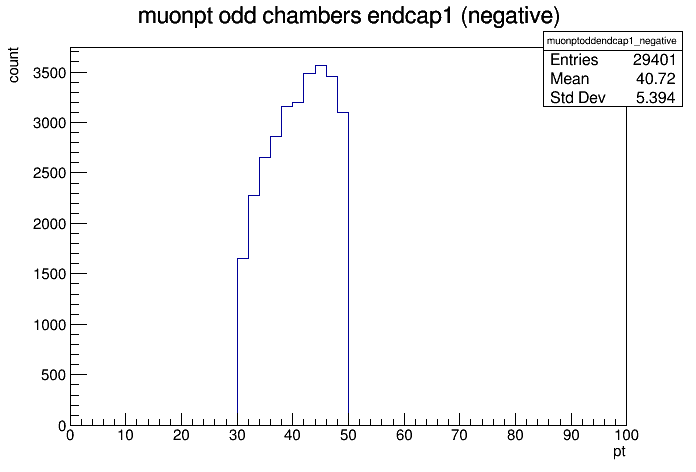 muonpt odd chambers endcap1 (negative)
count
muonptoddendcap1_negative
Entries 29401
Mean 40.72
Std Dev 5.394
3500
3000
2500
2000
1500
1000
500
0
0 10 20 30 40 50 60 70 80 90 100
pt